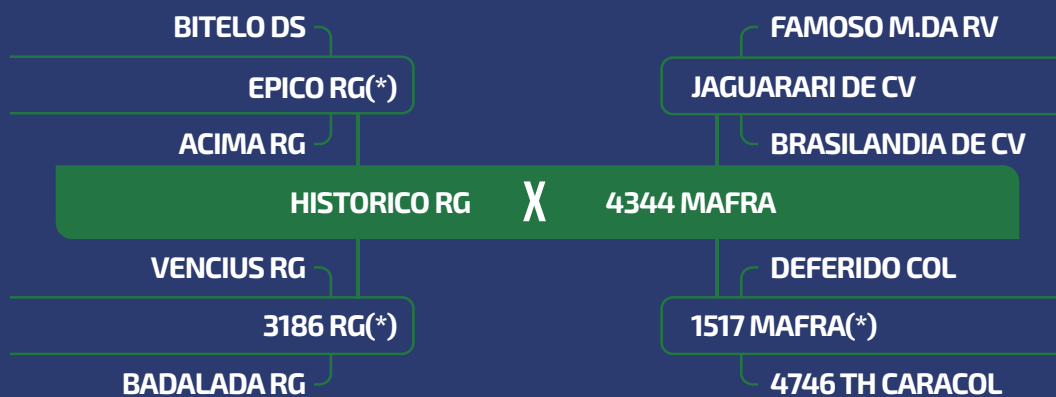 BITELO DS
FAMOSO M.DA RV
EPICO RG(*)
JAGUARARI DE CV
ACIMA RG
BRASILANDIA DE CV
HISTORICO RG X 4344 MAFRA
VENCIUS RG
DEFERIDO COL
3186 RG(*)
1517 MAFRA(*)
BADALADA RG
4746 TH CARACOL